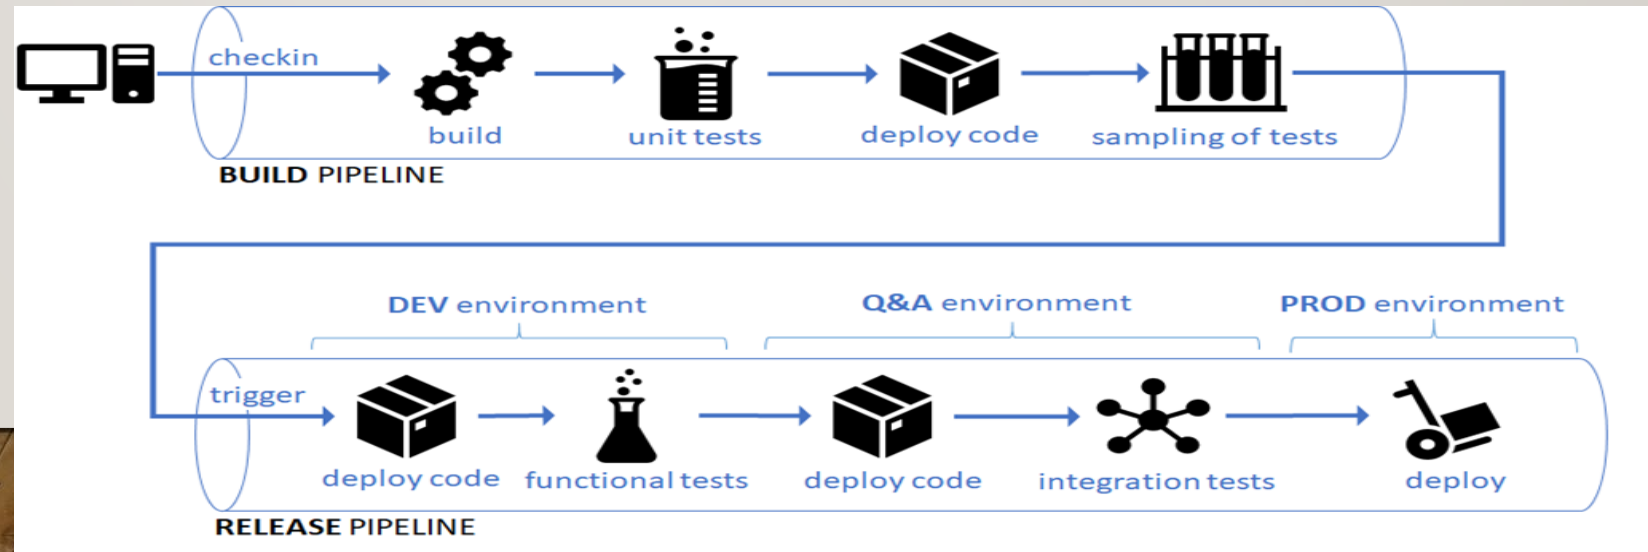 checkin
build
unit tests
deploy code
sampling of tests
BUILD PIPELINE
DEV environment
Q&A environment
PROD environment
trigger
deploy code
functional tests
deploy code
integration tests
deploy
RELEASE PIPELINE